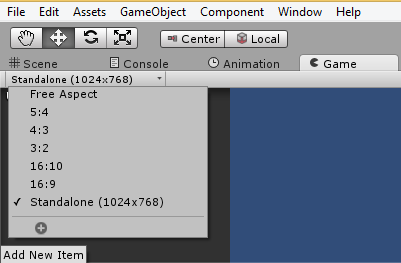 File Edit Assets GameObject Component Window Help
Center Local
Scene Console Animation Game
Standalone (1024x768)
Free Aspect
5:4
4:3
3:2
16:10
16:9
Standalone (1024x768)
Add New Item